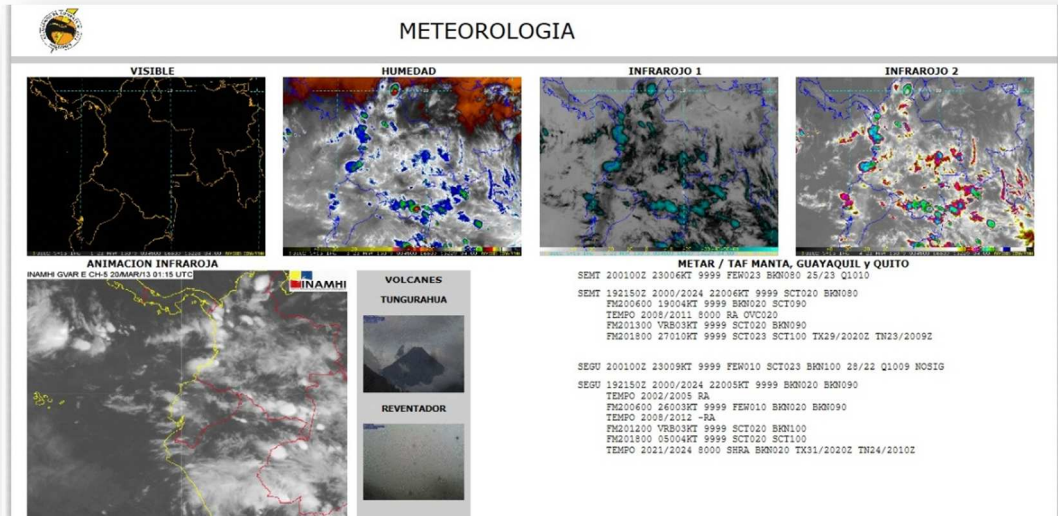 METEOROLOGIA
VISIBLE
HUMEDAD
INFRAROJO 1
INFRAROJO 2
ANIMACION INFRAROJA
INAMHI GVAR E CH-5 20/MAR/13 01:15 UTC
INAMHI
VOLCANES
TUNGURAHUA
REVENTADOR
METAR / TAF MANTA, GUAYAQUIL y QUITO
SEMT 200100Z 23006KT 9999 FEW023 BKN080 25/23 Q1010
SEMT 192150Z 2000/2024 22006KT 9999 SCT020 BKN080
FM200600 19004KT 9999 BKN020 SCT090
TEMPO 2008/2011 8000 RA OVC020
FM201300 VRB03KT 9999 SCT020 BKN090
FM201800 27010KT 9999 SCT023 SCT100 TX29/2020Z TN23/2009Z
SEGU 200100Z 23009KT 9999 FEW010 SCT023 BKN100 28/22 Q1009 NOSIG
SEGU 192150Z 2000/2024 22005KT 9999 BKN020 BKN090
TEMPO 2002/2005 RA
FM200600 26003KT 9999 FEW010 BKN020 BKN090
TEMPO 2008/2012 -RA
FM201200 VRB03KT 9999 SCT020 BKN100
FM201800 05004KT 9999 SCT020 SCT100
TEMPO 2021/2024 8000 SHRA BKN020 TX31/2020Z TN24/2010Z